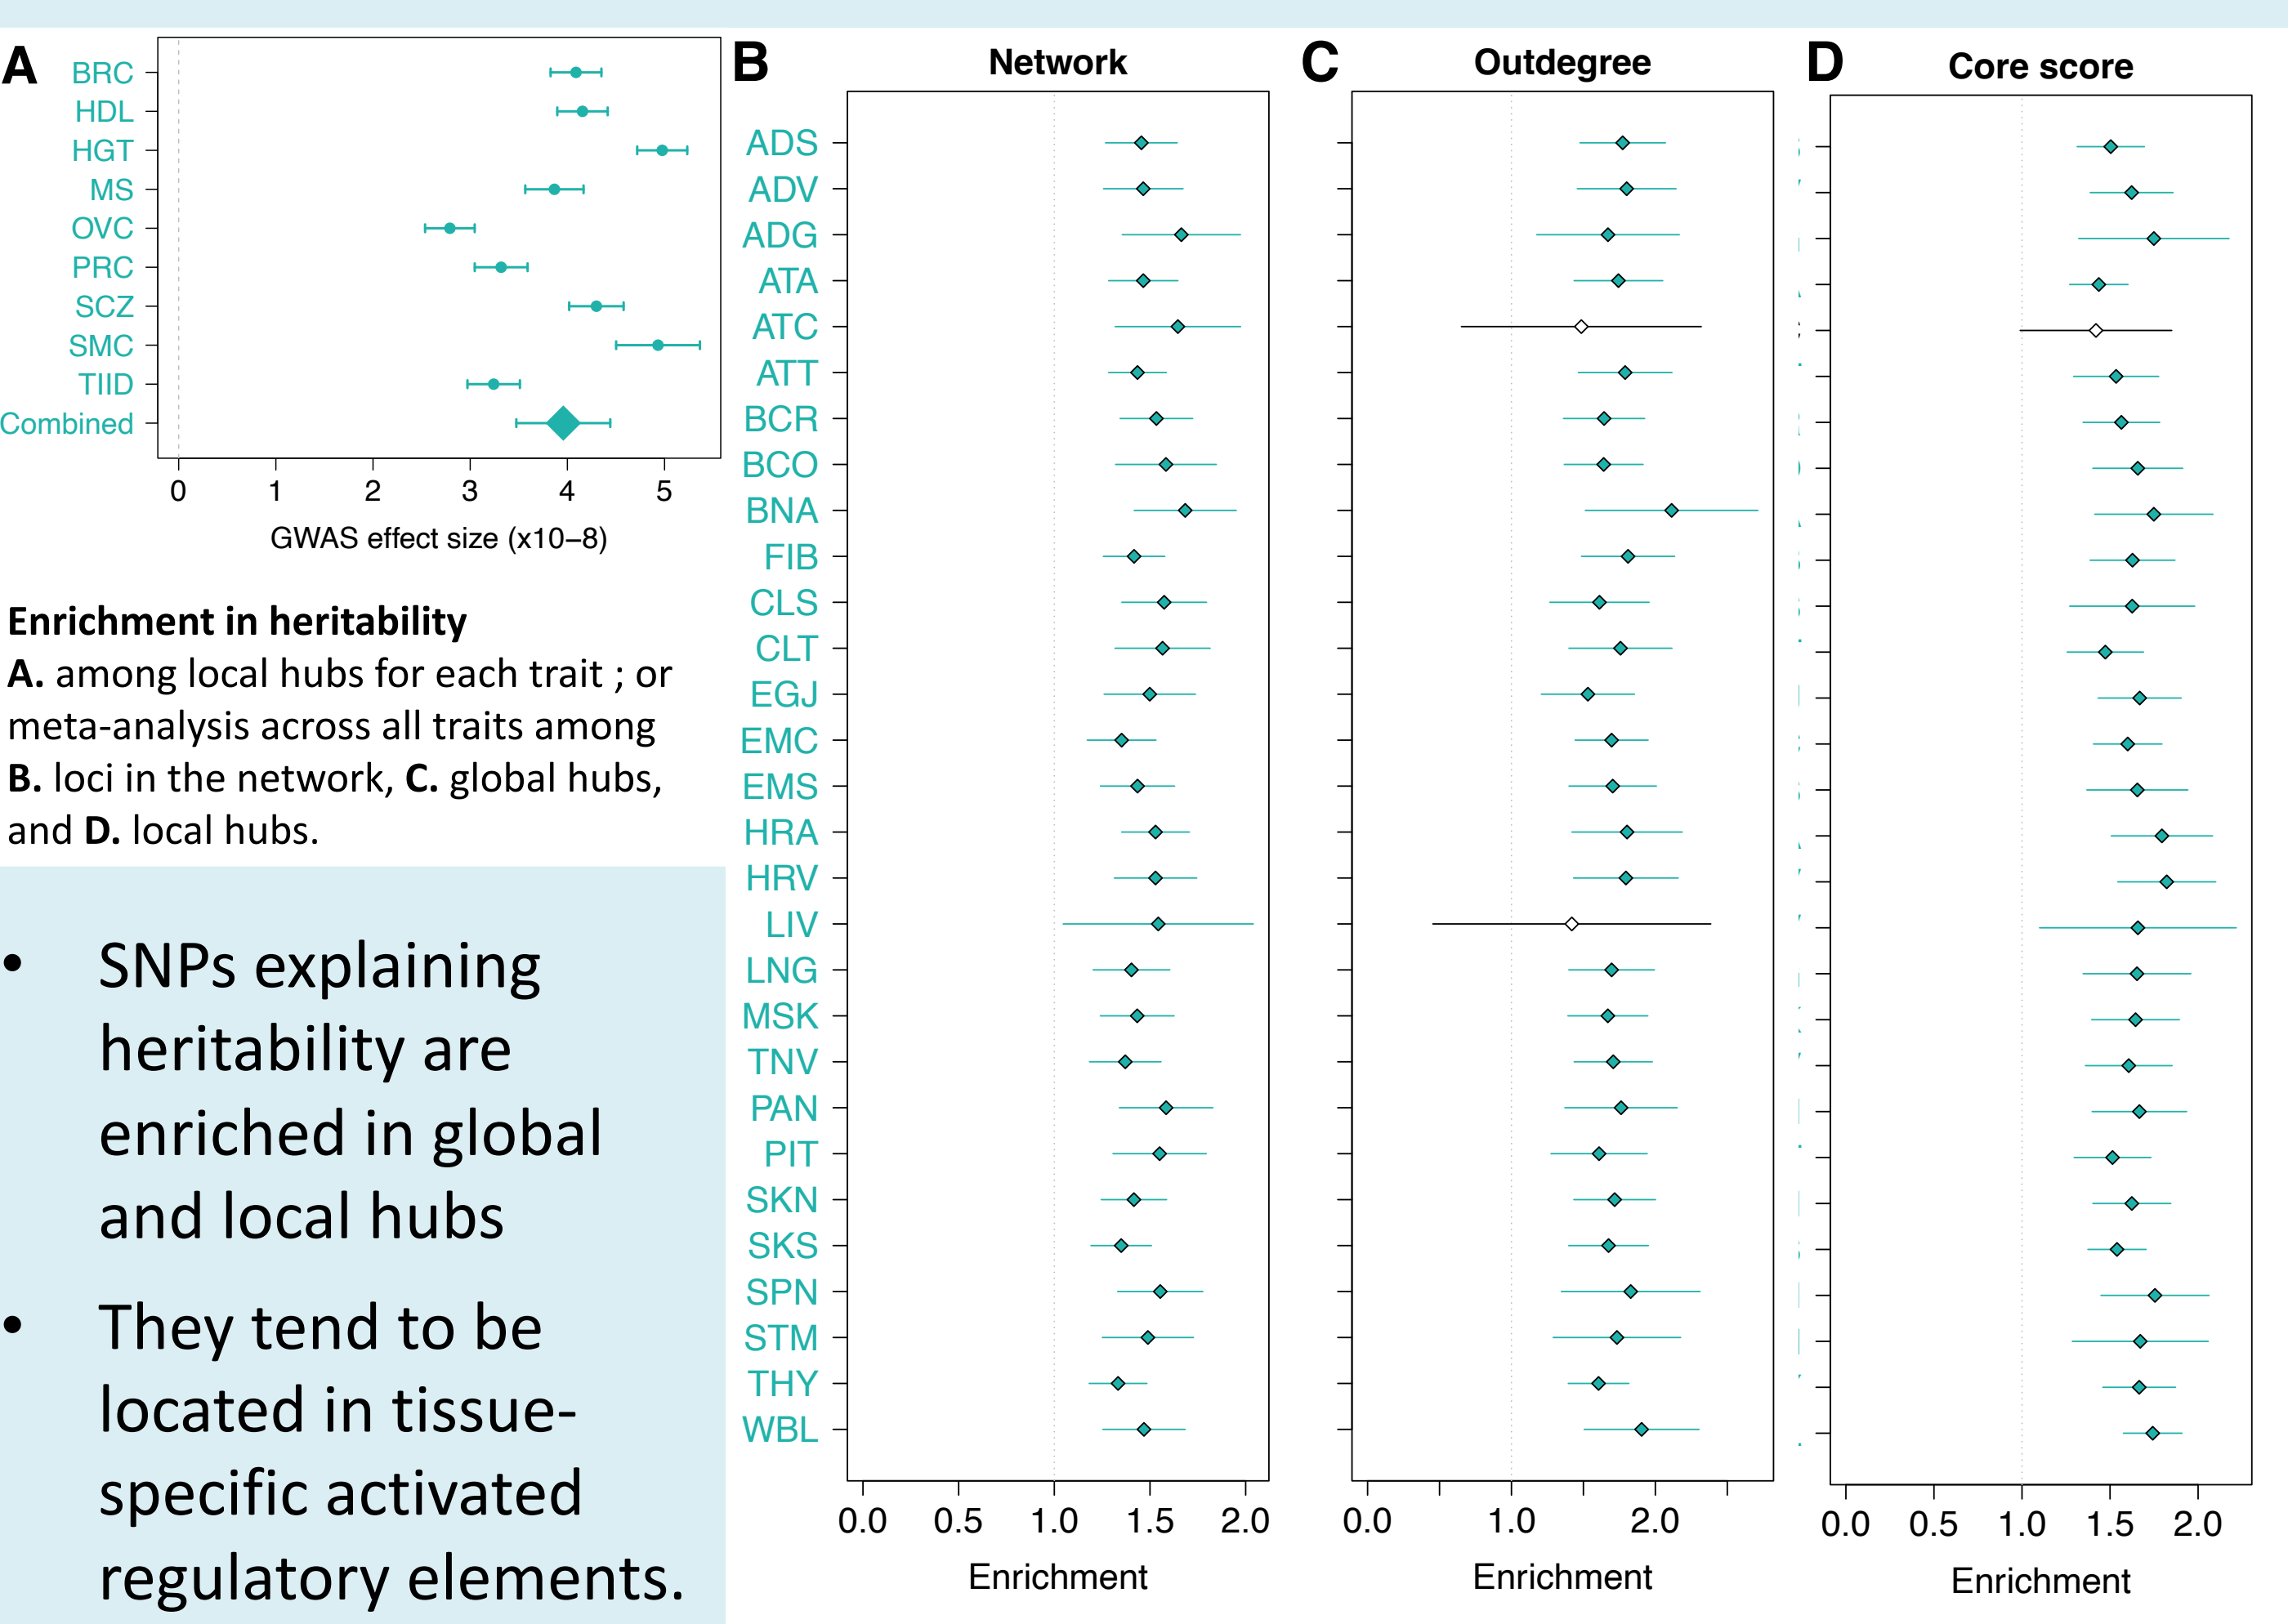 A
BRC
HDL
HGT
MS
OVC
PRC
SCZ
SMC
TIID
Combined
0 1 2 3 4 5
GWAS effect size (x10−8)
Enrichment in heritability
A. among local hubs for each trait ; or
meta-analysis across all traits among
B. loci in the network, C. global hubs,
and D. local hubs.
• SNPs explaining
heritability are
enriched in global
and local hubs
• They tend to be
located in tissue-
specific activated
regulatory elements.
B Network
ADS
ADV
ADG
ATA
ATC
ATT
BCR
BCO
BNA
FIB
CLS
CLT
EGJ
EMC
EMS
HRA
HRV
LIV
LNG
MSK
TNV
PAN
PIT
SKN
SKS
SPN
STM
THY
WBL
0.0 0.5 1.0 1.5 2.0
Enrichment
C Outdegree
0.0 1.0 2.0
Enrichment
D Core score
0.0 0.5 1.0 1.5 2.0
Enrichment